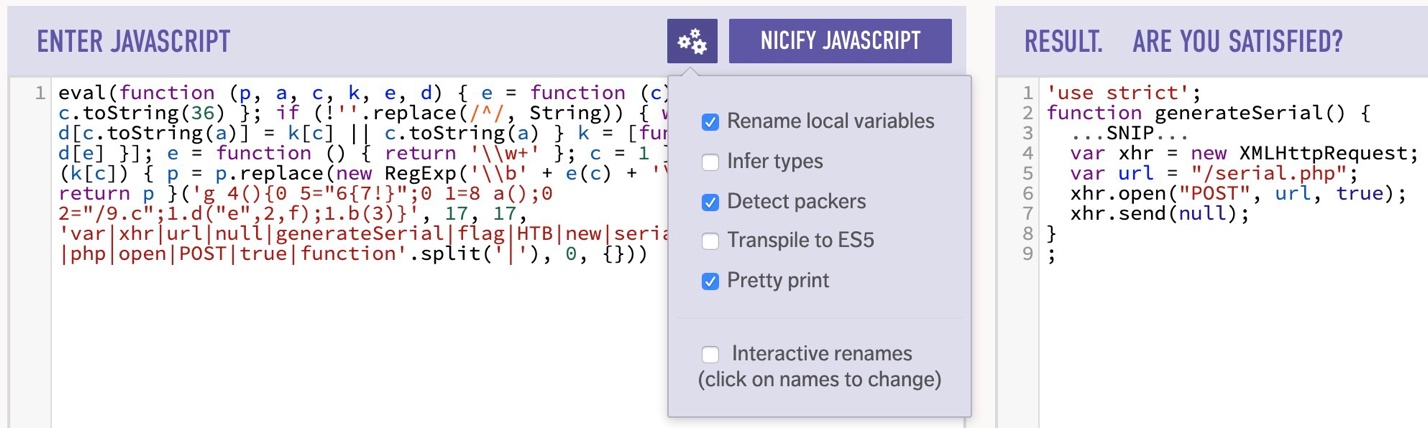 ENTER JAVASCRIPT
NICIFY JAVASCRIPT
1 eval(function (p, a, c, k, e, d) { e = function (c)
c.toString(36) }; if (!''.replace(/^/, String)) {
d[c.toString(a)] = k[c] || c.toString(a) } k = [fun
d[e] }]; e = function () { return '\\w+' }; c = 1
(k[c]) { p = p.replace(new RegExp('\\b' + e(c) + '\
return p }('g 4(){0 5="6{7!}";0 1=8 a();0
2="/9.c";1.d("e",2,f);1.b(3)}', 17, 17,
'var|xhr|url|null|generateSerial|flag|HTB|new|seria
|php|open|POST|true|function'.split('|'), 0, {}))
Rename local variables
Infer types
Detect packers
Transpile to ES5
Pretty print
Interactive renames
(click on names to change)
RESULT. ARE YOU SATISFIED?
1 'use strict';
2 function generateSerial() {
3 ...SNIP...
4 var xhr = new XMLHttpRequest;
5 var url = "/serial.php";
6 xhr.open("POST", url, true);
7 xhr.send(null);
8 }
9 ;